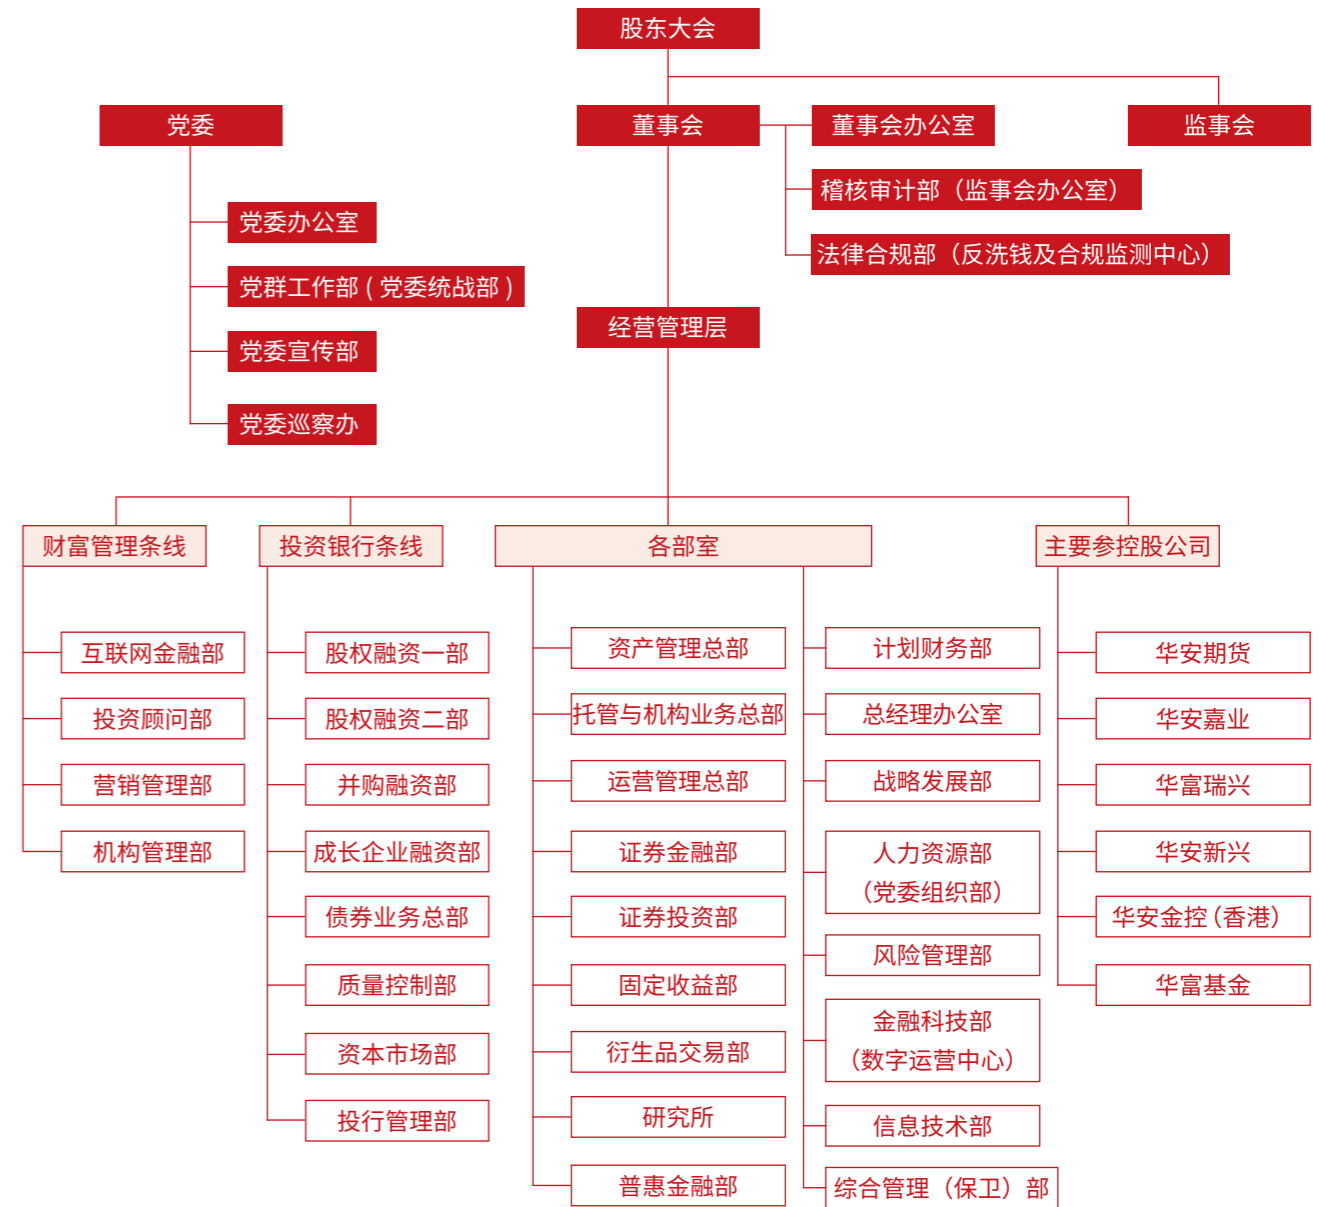 股东大会
党委
董事会
董事会办公室
监事会
稽核审计部（监事会办公室）
法律合规部（反洗钱及合规监测中心）
党委办公室
党群工作部 ( 党委统战部 )
党委宣传部
党委巡察办
经营管理层
财富管理条线
投资银行条线
各部室
主要参控股公司
互联网金融部
投资顾问部
营销管理部
机构管理部
股权融资一部
股权融资二部
并购融资部
成长企业融资部
债券业务总部
质量控制部
资本市场部
投行管理部
资产管理总部
托管与机构业务总部
运营管理总部
证券金融部
证券投资部
固定收益部
衍生品交易部
研究所
普惠金融部
计划财务部
总经理办公室
战略发展部
人力资源部
（党委组织部）
风险管理部
金融科技部
（数字运营中心）
信息技术部
综合管理（保卫）部
华安期货
华安嘉业
华富瑞兴
华安新兴
华安金控（香港）
华富基金